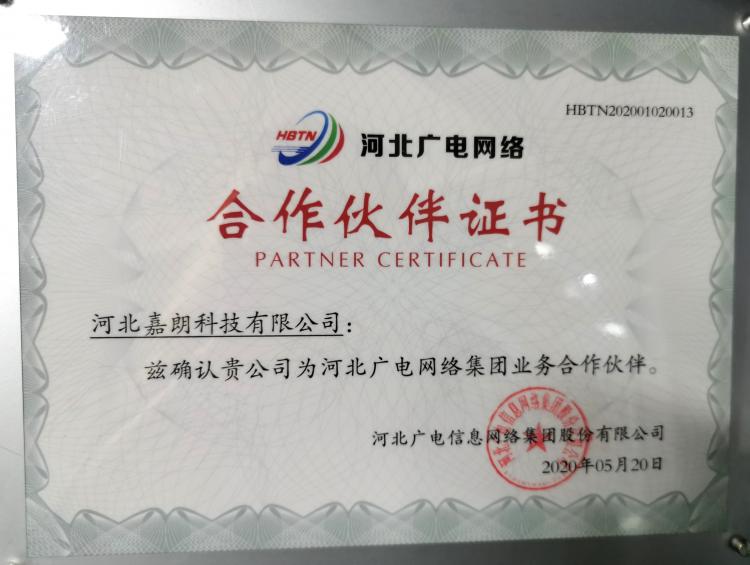 HBTN202001020013
HBTN 河北广电网络
合作伙伴证书
PARTNER CERTIFICATE
河北嘉朗科技有限公司:
兹确认贵公司为河北广电网络集团业务合作伙伴。
河北广电信息网络集团股份有限公司
2020年05月20日